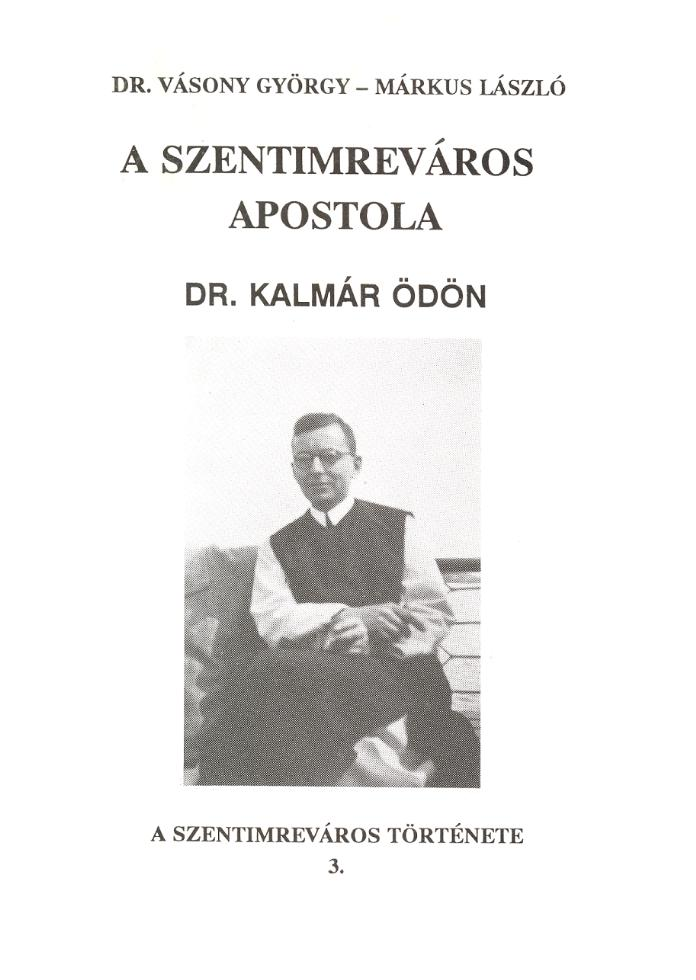 DR. VÁSONY GYÖRGY – MÁRKUS LÁSZLÓ
A SZENTIMREVÁROS
APOSTOLA
DR. KALMÁR ÖDÖN
A SZENTIMREVÁROS TÖRTÉNETE
3.